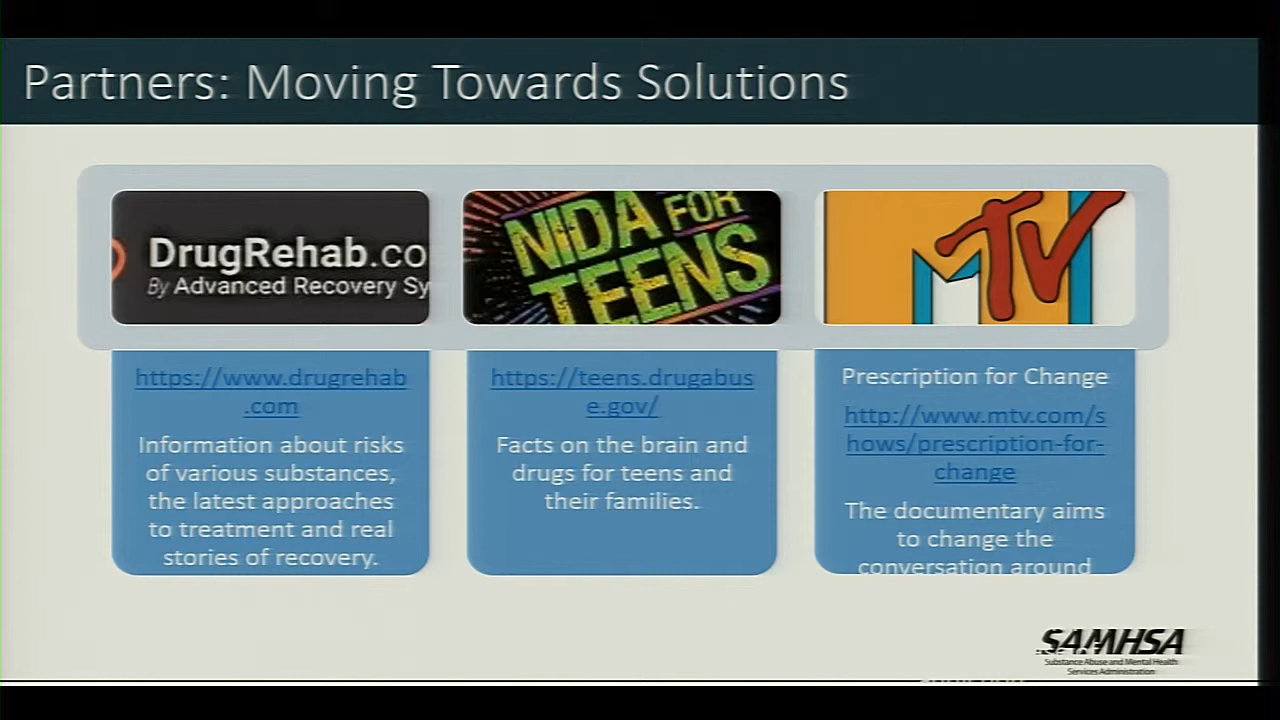 Partners: Moving Towards Solutions
DrugRehab.co
By Advanced Recovery Sy
NIDA FOR
TEENS
MTV
https://www.drugrehab
.com
Information about risks
of various substances,
the latest approaches
to treatment and real
stories of recovery.
https://teens.drugabus
e.gov/
Facts on the brain and
drugs for teens and
their families.
Prescription for Change
http://www.mtv.com/s
hows/prescription-for-
change
The documentary aims
to change the
conversation around
SAMHSA
Substance Abuse and Mental Health
Services Administration